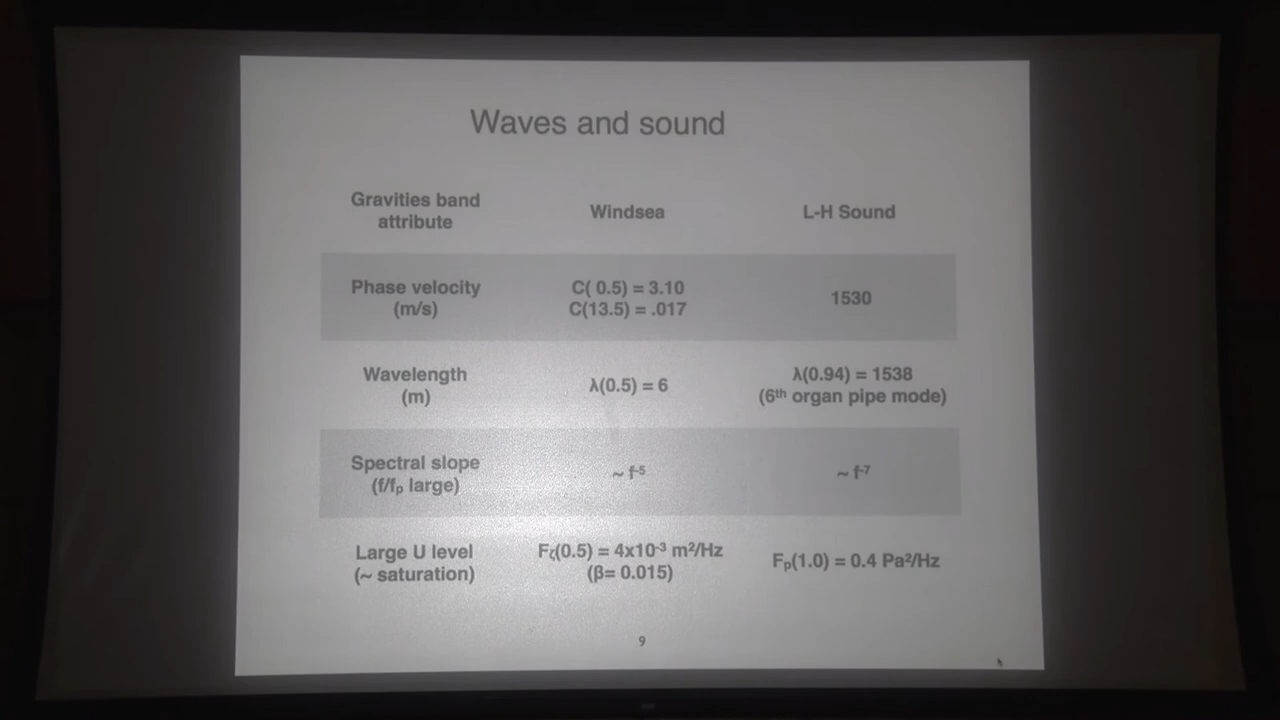 Waves and sound
Gravities band
attribute
Windsea
L-H Sound
Phase velocity
(m/s)
C( 0.5) = 3.10
C(13.5) = .017
1530
Wavelength
(m)
λ(0.5) = 6
λ(0.94) = 1538
(6th organ pipe mode)
Spectral slope
(f/fₚ large)
~ f⁻⁵
~ f⁻⁷
Large U level
(~ saturation)
Fζ(0.5) = 4x10⁻³ m²/Hz
(β= 0.015)
Fₚ(1.0) = 0.4 Pa²/Hz
9